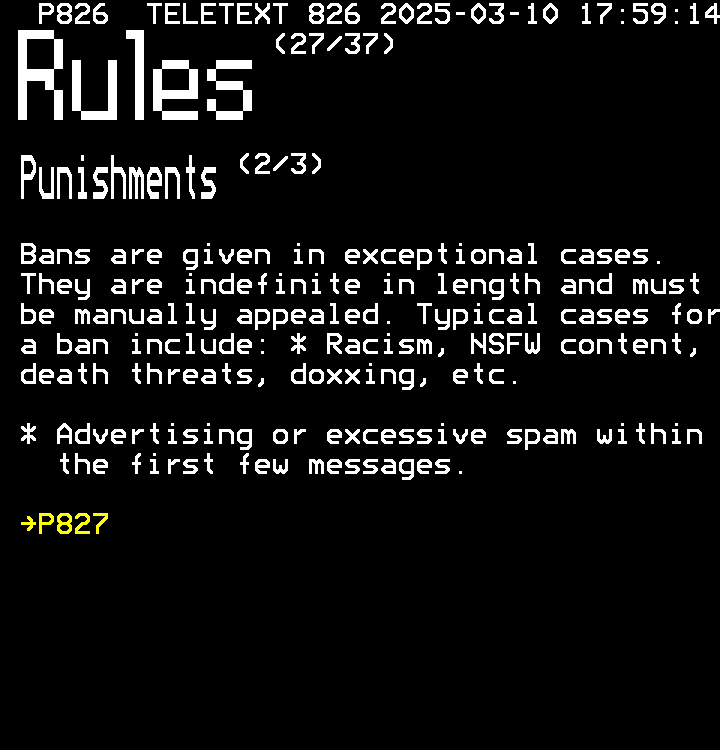 P826 TELETEXT 826 2025-03-10 17:59:14
Rules (27/37)
Punishments (2/3)
Bans are given in exceptional cases.
They are indefinite in length and must
be manually appealed. Typical cases for
a ban include: * Racism, NSFW content,
death threats, doxxing, etc.
* Advertising or excessive spam within
the first few messages.
→P827